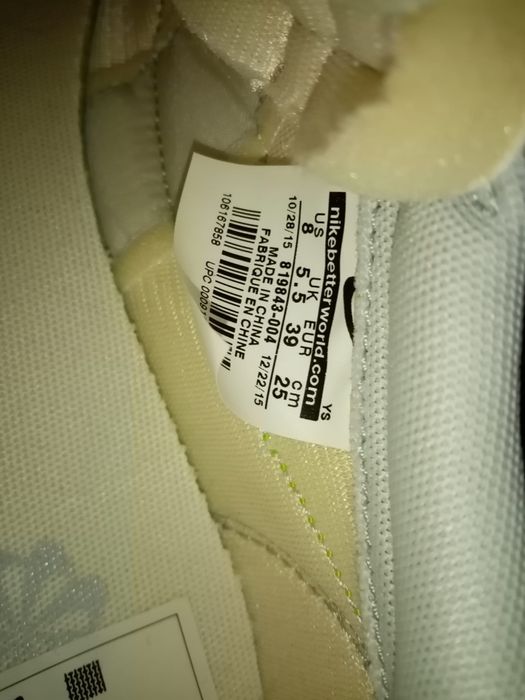 nikebetterworld.com YS
US UK EUR cm
8 5.5 39 25
10/28/15 819843-004 12/22/15
MADE IN CHINA
FABRIQUE EN CHINE
UPC
106167858